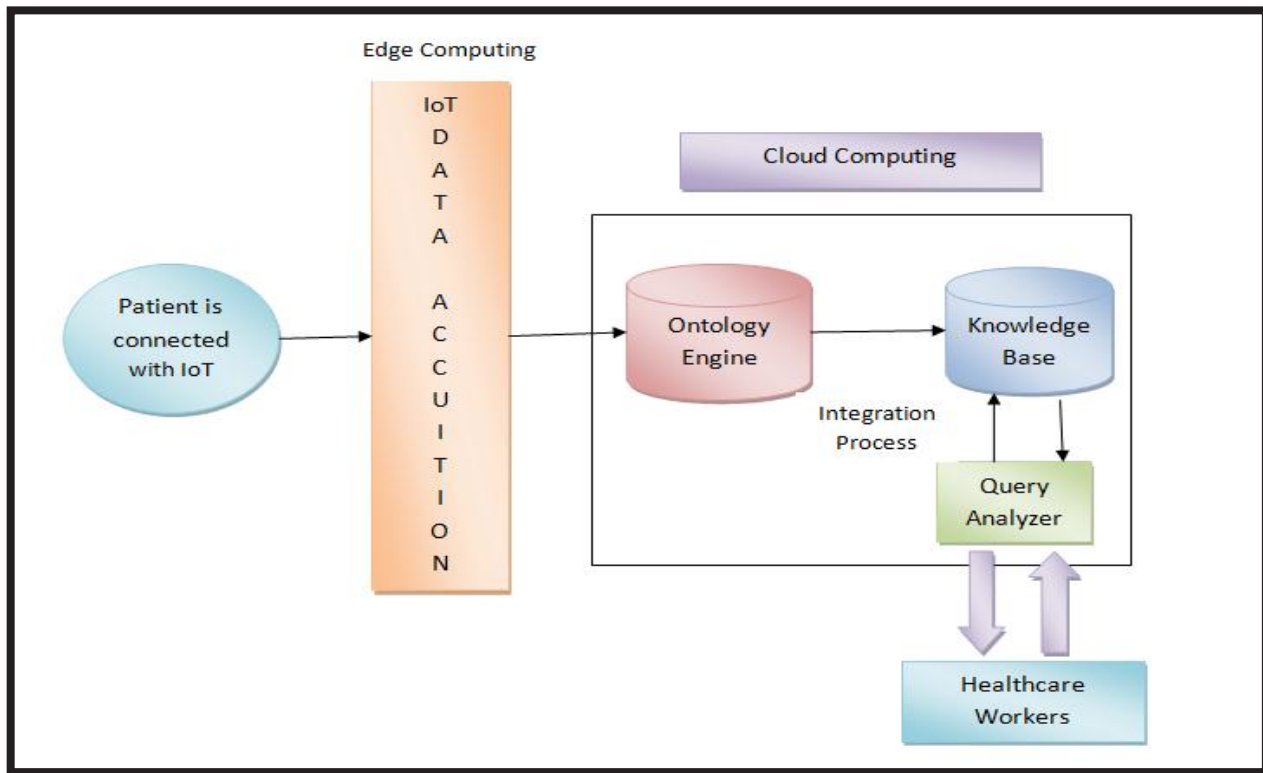 Edge Computing
IoT
D
A
T
A
A
C
C
U
I
T
I
O
N
Cloud Computing
Patient is
connected
with IoT
Ontology
Engine
Knowledge
Base
Integration
Process
Query
Analyzer
Healthcare
Workers